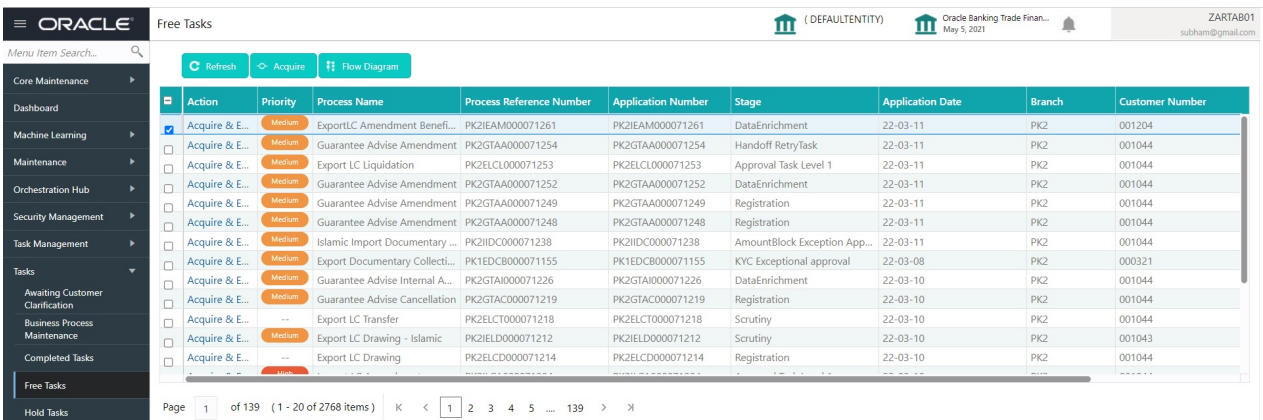 ORACLE®
Free Tasks
( DEFAULTENTITY)
Oracle Banking Trade Finan...
May 5, 2021
ZARTAB01
subham@gmail.com
Menu Item Search...
Core Maintenance
Dashboard
Machine Learning
Maintenance
Orchestration Hub
Security Management
Task Management
Tasks
Awaiting Customer
Clarification
Business Process
Maintenance
Completed Tasks
Free Tasks
Hold Tasks
Refresh Acquire Flow Diagram
Action Priority Process Name Process Reference Number Application Number Stage Application Date Branch Customer Number
Acquire & E... Medium ExportLC Amendment Benefi... PK2IEAM000071261 PK2IEAM000071261 DataEnrichment 22-03-11 PK2 001204
Acquire & E... Medium Guarantee Advise Amendment PK2GTAA000071254 PK2GTAA000071254 Handoff RetryTask 22-03-11 PK2 001044
Acquire & E... Medium Export LC Liquidation PK2ELCL000071253 PK2ELCL000071253 Approval Task Level 1 22-03-11 PK2 001044
Acquire & E... Medium Guarantee Advise Amendment PK2GTAA000071252 PK2GTAA000071252 DataEnrichment 22-03-11 PK2 001044
Acquire & E... Medium Guarantee Advise Amendment PK2GTAA000071249 PK2GTAA000071249 Registration 22-03-11 PK2 001044
Acquire & E... Medium Guarantee Advise Amendment PK2GTAA000071248 PK2GTAA000071248 Registration 22-03-11 PK2 001044
Acquire & E... Medium Islamic Import Documentary ... PK2IIDC000071238 PK2IIDC000071238 AmountBlock Exception App... 22-03-11 PK2 001044
Acquire & E... Medium Export Documentary Collecti... PK1EDCB000071155 PK1EDCB000071155 KYC Exceptional approval 22-03-08 PK2 000321
Acquire & E... Medium Guarantee Advise Internal A... PK2GTAI000071226 PK2GTAI000071226 DataEnrichment 22-03-10 PK2 001044
Acquire & E... Medium Guarantee Advise Cancellation PK2GTAC000071219 PK2GTAC000071219 Registration 22-03-10 PK2 001044
Acquire & E... -- Export LC Transfer PK2ELCT000071218 PK2ELCT000071218 Scrutiny 22-03-10 PK2 001044
Acquire & E... Medium Export LC Drawing - Islamic PK2IELD000071212 PK2IELD000071212 Scrutiny 22-03-10 PK2 001043
Acquire & E... -- Export LC Drawing PK2ELCD000071214 PK2ELCD000071214 Registration 22-03-10 PK2 001044
High
Page 1 of 139 ( 1 - 20 of 2768 items ) 1 2 3 4 5 .... 139